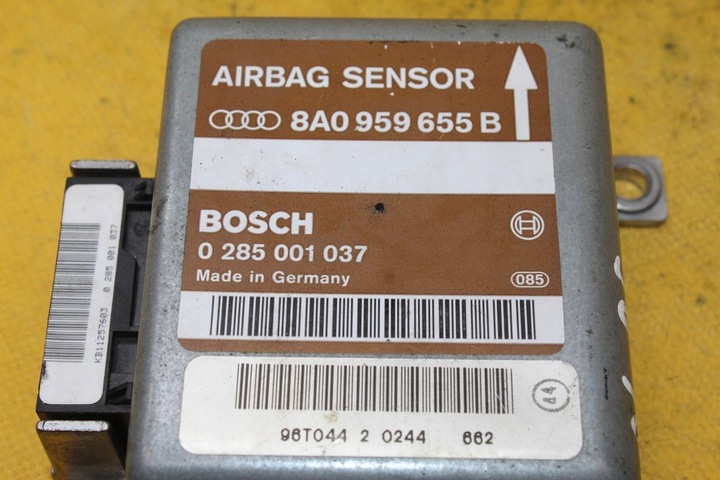 AIRBAG SENSOR
8A0 959 655 B
BOSCH
0 285 001 037
Made in Germany
085
96T044 2 0244 662
KB11257603 0 285 001 037